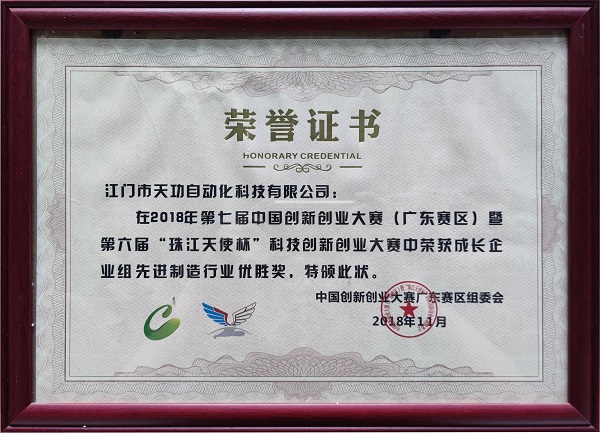 荣誉证书
HONORARY CREDENTIAL
江门市天功自动化科技有限公司：
在2018年第七届中国创新创业大赛（广东赛区）暨
第六届“珠江天使杯”科技创新创业大赛中荣获成长企
业组先进制造行业优胜奖，特颁此状。
中国创新创业大赛广东赛区组委会
2018年11月